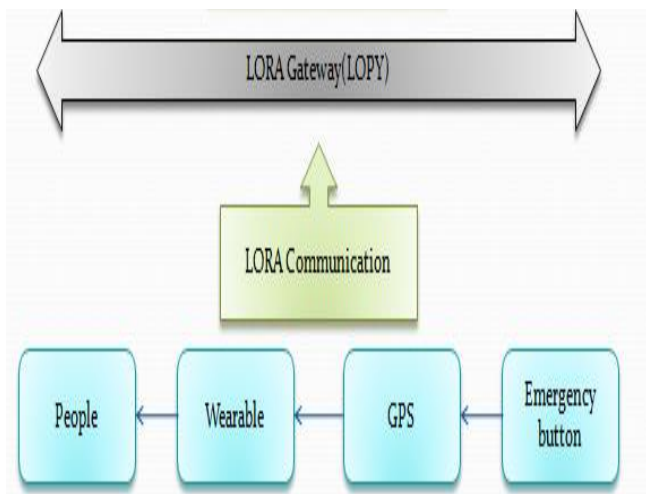 LORA Gateway(LOPY)
LORA Communication
People
Wearable
GPS
Emergency
button